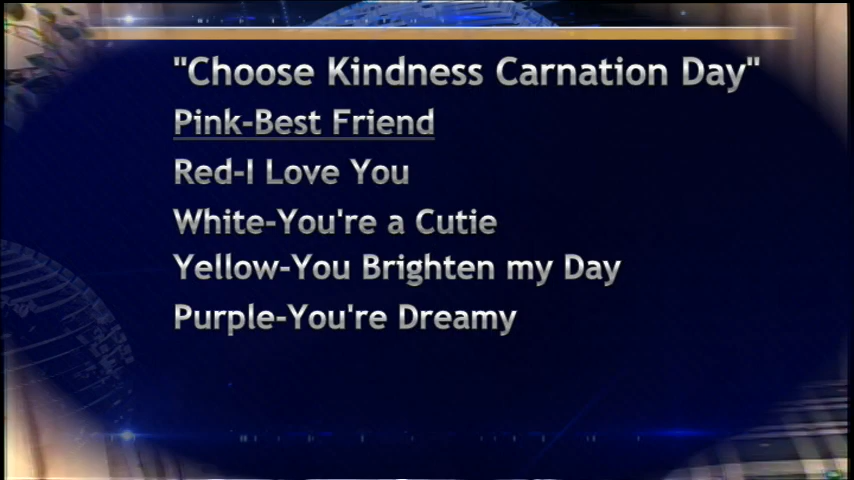 "Choose Kindness Carnation Day"
Pink-Best Friend
Red-I Love You
White-You're a Cutie
Yellow-You Brighten my Day
Purple-You're Dreamy